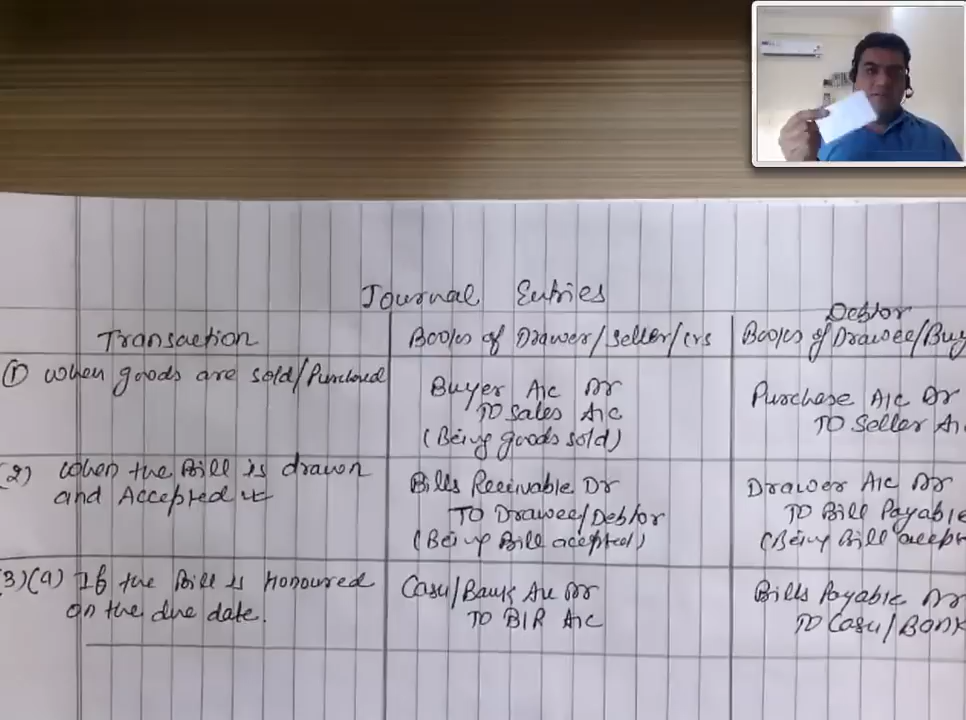 Journal Entries
Transaction
Books of Drawer/Seller/Crs
Debtor
Books of Drawee/Buy
(1) When goods are sold/Purchased
Buyer A/c Dr
TO Sales A/c
(Being goods sold)
Purchase A/c Dr
TO Seller A/c
(2) When the Bill is drawn
and Accepted it
Bills Receivable Dr
TO Drawee/Debtor
(Being Bill accepted)
Drawer A/c Dr
TO Bill Payable
(Being Bill accept
(3)(a) If the Bill is Honoured
on the due date.
Cash/Bank A/c Dr
TO B/R A/c
Bills Payable Dr
TO Cash/Bank